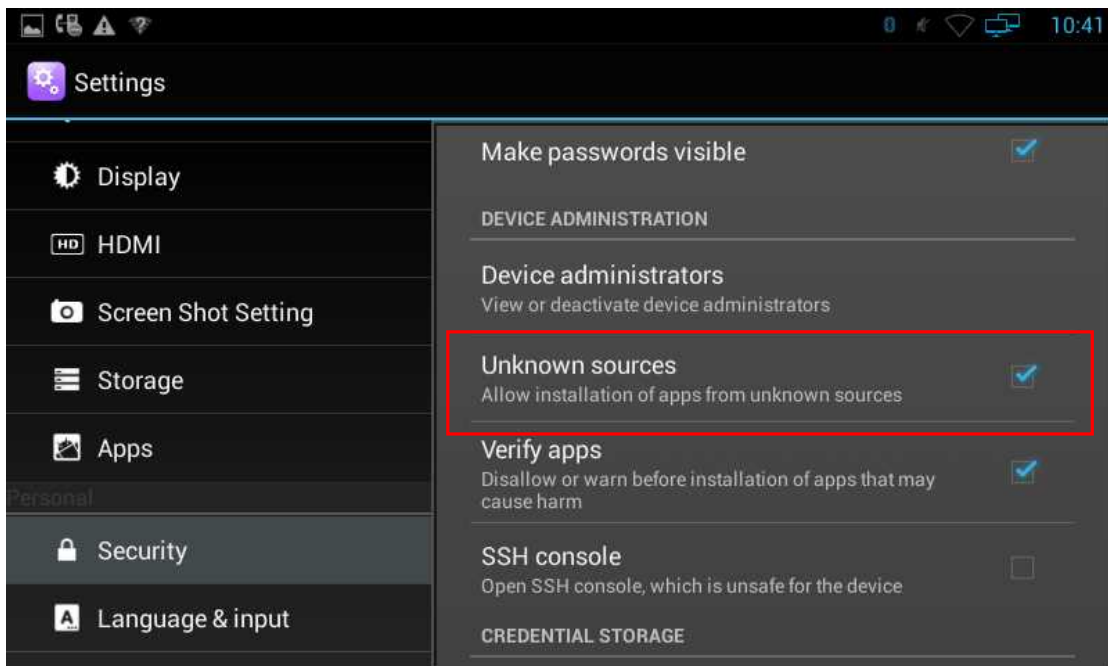 10:41
Settings
Display
HD HDMI
Screen Shot Setting
Storage
Apps
Personal
Security
A Language & input
Make passwords visible
DEVICE ADMINISTRATION
Device administrators
View or deactivate device administrators
Unknown sources
Allow installation of apps from unknown sources
Verify apps
Disallow or warn before installation of apps that may
cause harm
SSH console
Open SSH console, which is unsafe for the device
CREDENTIAL STORAGE